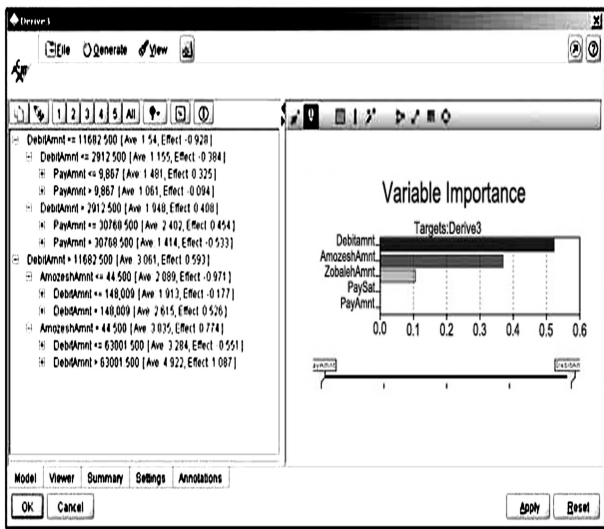 Derive3
File Generate View
1 2 3 4 5 All
DebitAmnt <= 11682 500 [Ave 1 54, Effect -0 928]
DebitAmnt <= 2912 500 [Ave 1 155, Effect -0 384]
PayAmnt <= 9,867 [Ave 1 481, Effect 0 325]
PayAmnt > 9,867 [Ave 1 061, Effect -0 094]
DebitAmnt > 2912 500 [Ave 1 948, Effect 0 408]
PayAmnt <= 30768 500 [Ave 2 402, Effect 0 454]
PayAmnt > 30768 500 [Ave 1 414, Effect -0 533]
DebitAmnt > 11682 500 [Ave 3 061, Effect 0 593]
AmozeshAmnt <= 44 500 [Ave 2 089, Effect -0 971]
DebitAmnt <= 148,009 [Ave 1 913, Effect -0 177]
DebitAmnt > 148,009 [Ave 2 615, Effect 0 526]
AmozeshAmnt > 44 500 [Ave 3 835, Effect 0 774]
DebitAmnt <= 63001 500 [Ave 3 284, Effect -0 551]
DebitAmnt > 63001 500 [Ave 4 922, Effect 1 087]
Variable Importance
Targets:Derive3
Debitamnt
AmozeshAmnt
ZobalehAmnt
PaySat
PayAmnt
0.0 0.1 0.2 0.3 0.4 0.5 0.6
Model Viewer Summary Settings Annotations
OK Cancel Apply Reset